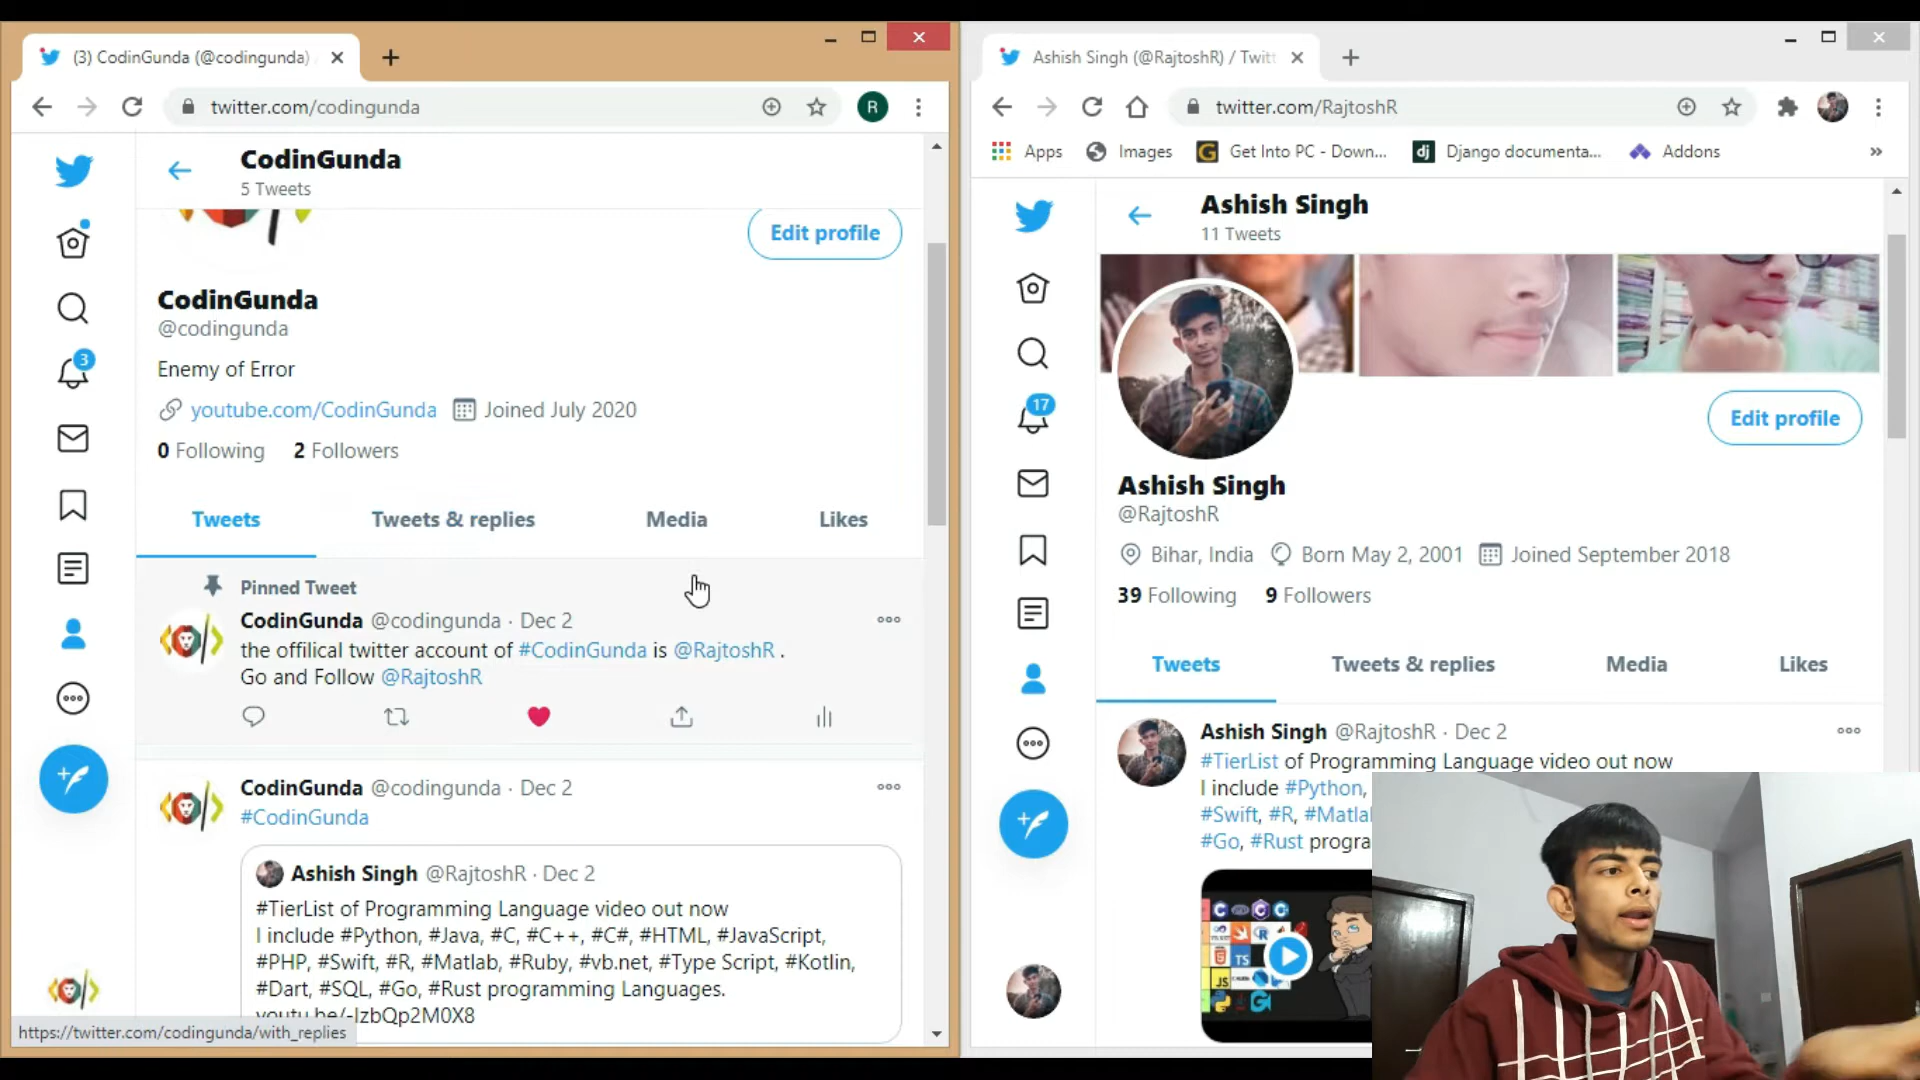 (3) CodinGunda (@codingunda)
twitter.com/codingunda
R
CodinGunda
5 Tweets
Edit profile
CodinGunda
@codingunda
Enemy of Error
youtube.com/CodinGunda Joined July 2020
0 Following 2 Followers
3
Tweets Tweets & replies Media Likes
Pinned Tweet
CodinGunda @codingunda · Dec 2
the offilical twitter account of #CodinGunda is @RajtoshR .
Go and Follow @RajtoshR
CodinGunda @codingunda · Dec 2
#CodinGunda
Ashish Singh @RajtoshR · Dec 2
#TierList of Programming Language video out now
I include #Python, #Java, #C, #C++, #C#, #HTML, #JavaScript,
#PHP, #Swift, #R, #Matlab, #Ruby, #vb.net, #Type Script, #Kotlin,
#Dart, #SQL, #Go, #Rust programming Languages.
youtu.be/-IzbQp2M0X8
https://twitter.com/codingunda/with_replies
Ashish Singh (@RajtoshR) / Twitt
twitter.com/RajtoshR
Apps Images Get Into PC - Down... dj Django documenta... Addons »
Ashish Singh
11 Tweets
Edit profile
Ashish Singh
@RajtoshR
Bihar, India Born May 2, 2001 Joined September 2018
39 Following 9 Followers
17
Tweets Tweets & replies Media Likes
Ashish Singh @RajtoshR · Dec 2
#TierList of Programming Language video out now
I include #Python,
#Swift, #R, #Matla
#Go, #Rust progra
TS
JS